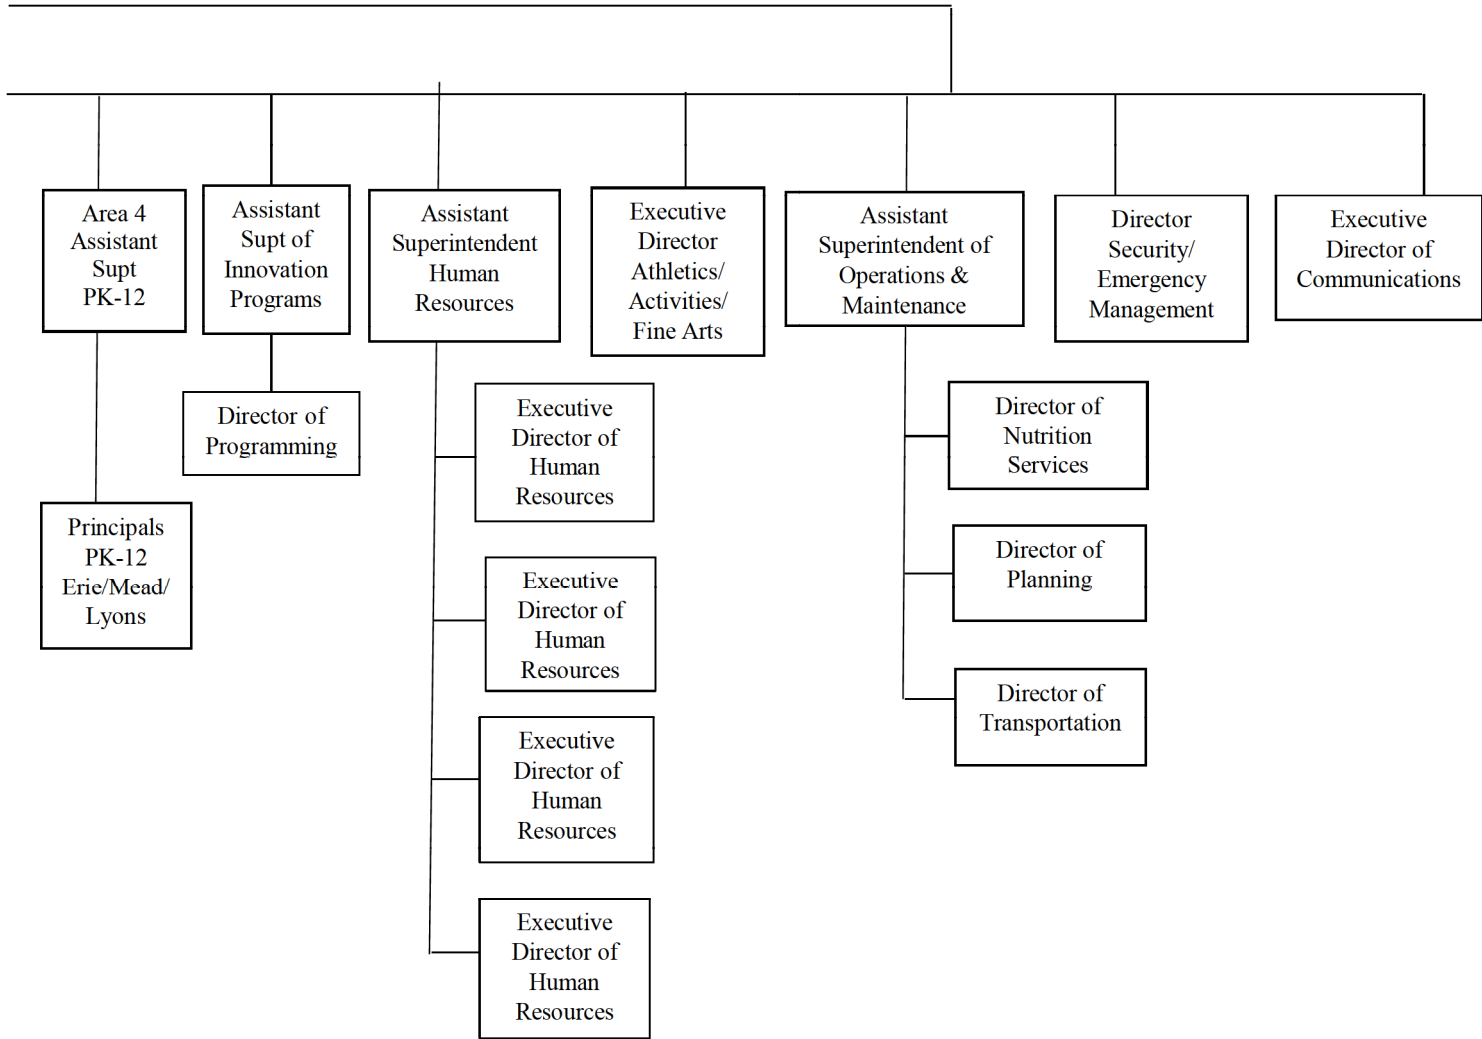 Area 4
Assistant
Supt
PK-12
Assistant
Supt of
Innovation
Programs
Assistant
Superintendent
Human
Resources
Executive
Director
Athletics/
Activities/
Fine Arts
Assistant
Superintendent of
Operations &
Maintenance
Director
Security/
Emergency
Management
Executive
Director of
Communications
Director of
Programming
Principals
PK-12
Erie/Mead/
Lyons
Executive
Director of
Human
Resources
Executive
Director of
Human
Resources
Executive
Director of
Human
Resources
Executive
Director of
Human
Resources
Director of
Nutrition
Services
Director of
Planning
Director of
Transportation